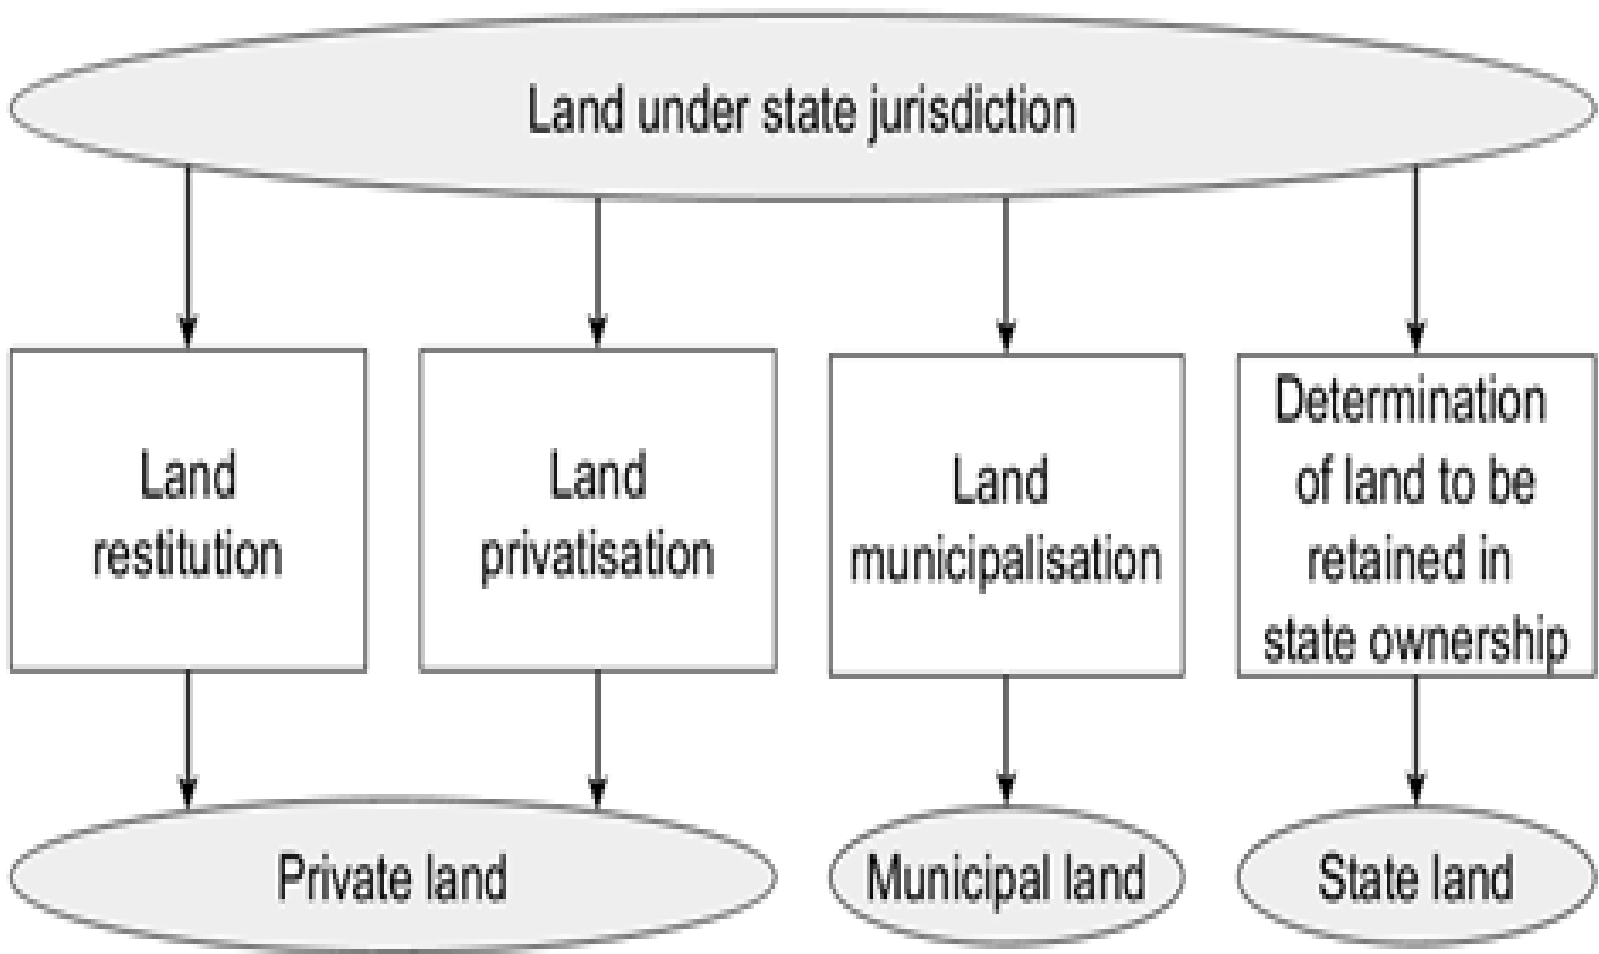 Land under state jurisdiction
Land
restitution
Land
privatisation
Land
municipalisation
Determination
of land to be
retained in
state ownership
Private land
Municipal land
State land